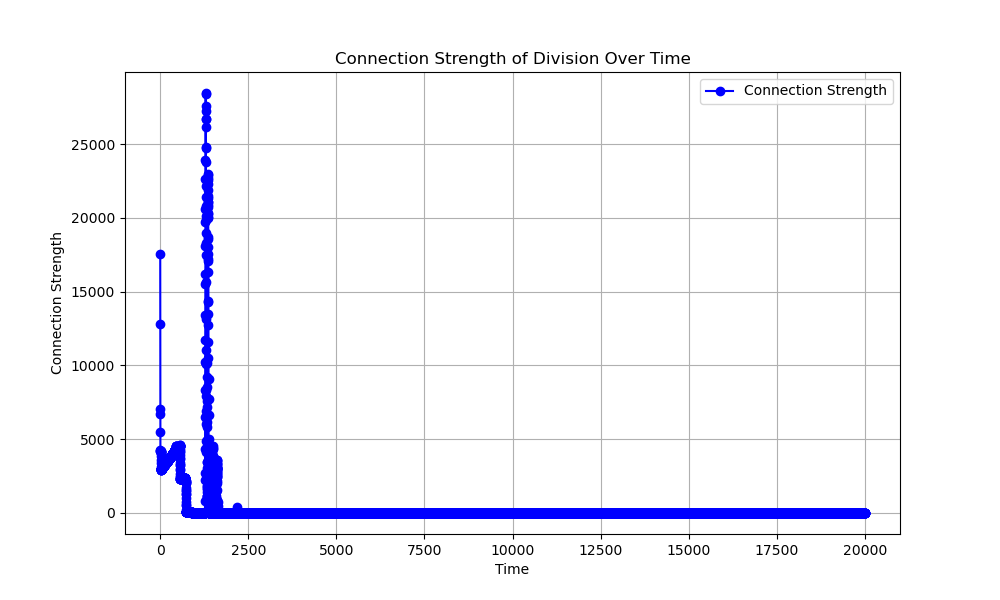 Connection Strength of Division Over Time
Connection Strength
25000
20000
15000
10000
5000
0
Connection Strength
0 2500 5000 7500 10000 12500 15000 17500 20000
Time